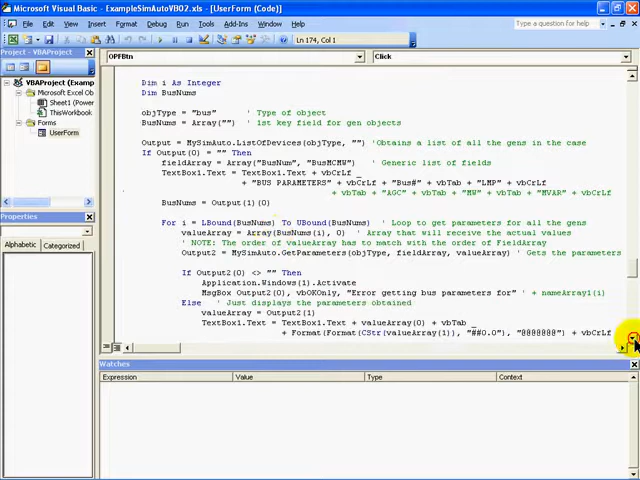 Microsoft Visual Basic - ExampleSimAutoVB02.xls - [UserForm (Code)]
File Edit View Insert Format Debug Run Tools Add-Ins Window Help
Type a question for help
Ln 174, Col 1
Project - VBAProject
OPFBtn
Click
VBAProject (Examp
Microsoft Excel Ob
Sheet1 (Power
ThisWorkbook
Forms
UserForm
Properties
Alphabetic Categorized
Dim i As Integer
Dim BusNums
objType = "bus" ' Type of object
BusNums = Array("") ' 1st key field for gen objects
Output = MySimAuto.ListOfDevices(objType, "") 'Obtains a list of all the gens in the case
If Output(0) = "" Then
fieldArray = Array("BusNum", "BusMCMW") ' Generic list of fields
TextBox1.Text = TextBox1.Text + vbCrLf _
+ "BUS PARAMETERS" + vbCrLf + "Bus#" + vbTab + "LMP" + vbCrLf
' + vbTab + "AGC" + vbTab + "MW" + vbTab + "MVAR" + vbCrLf
BusNums = Output(1)(0)
For i = LBound(BusNums) To UBound(BusNums) ' Loop to get parameters for all the gens
valueArray = Array(BusNums(i), 0) ' Array that will receive the actual values
' NOTE: The order of valueArray has to match with the order of FieldArray
Output2 = MySimAuto.GetParameters(objType, fieldArray, valueArray) ' Gets the parameters
If Output2(0) <> "" Then
Application.Windows(1).Activate
MsgBox Output2(0), vbOKOnly, "Error getting bus parameters for" ' + nameArray1(i)
Else ' Just displays the parameters obtained
valueArray = Output2(1)
TextBox1.Text = TextBox1.Text + valueArray(0) + vbTab _
+ Format(Format(CStr(valueArray(1)), "##0.0"), "@@@@@@@") + vbCrLf
Watches
Expression Value Type Context